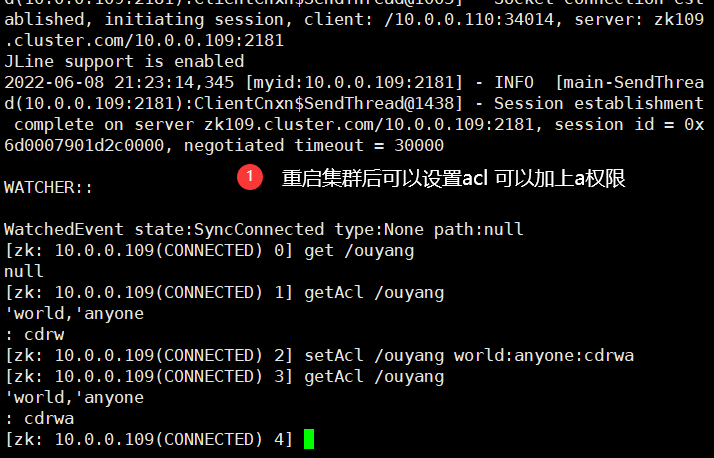 d(10.0.0.109:2181):ClientCnxn$SendThread@1005] - Socket connection est
ablished, initiating session, client: /10.0.0.110:34014, server: zk109
.cluster.com/10.0.0.109:2181
JLine support is enabled
2022-06-08 21:23:14,345 [myid:10.0.0.109:2181] - INFO  [main-SendThrea
d(10.0.0.109:2181):ClientCnxn$SendThread@1438] - Session establishment
 complete on server zk109.cluster.com/10.0.0.109:2181, session id = 0x
6d0007901d2c0000, negotiated timeout = 30000
WATCHER::
1 重启集群后可以设置acl 可以加上a权限
WatchedEvent state:SyncConnected type:None path:null
[zk: 10.0.0.109(CONNECTED) 0] get /ouyang
null
[zk: 10.0.0.109(CONNECTED) 1] getAcl /ouyang
'world,'anyone
: cdrw
[zk: 10.0.0.109(CONNECTED) 2] setAcl /ouyang world:anyone:cdrwa
[zk: 10.0.0.109(CONNECTED) 3] getAcl /ouyang
'world,'anyone
: cdrwa
[zk: 10.0.0.109(CONNECTED) 4]